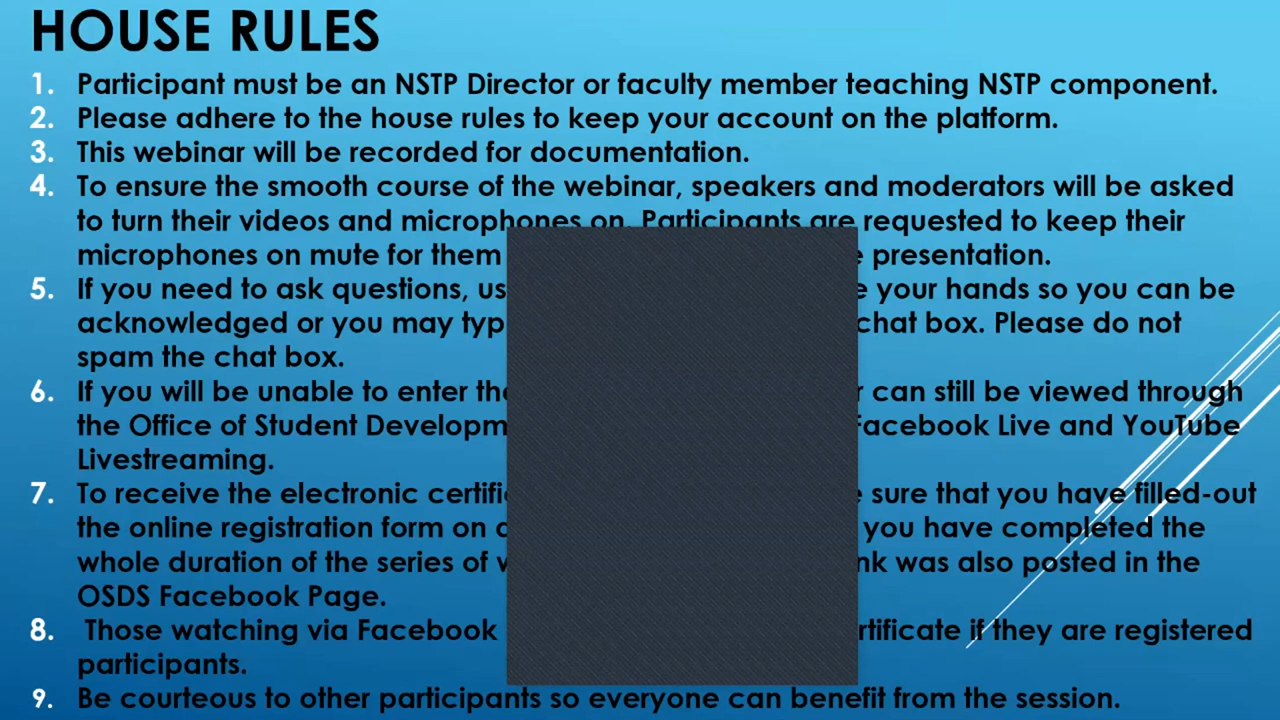 HOUSE RULES
1. Participant must be an NSTP Director or faculty member teaching NSTP component.
2. Please adhere to the house rules to keep your account on the platform.
3. This webinar will be recorded for documentation.
4. To ensure the smooth course of the webinar, speakers and moderators will be asked
to turn their videos and microphones on. Participants are requested to keep their
microphones on mute for them presentation.
5. If you need to ask questions, your hands so you can be
acknowledged or you may chat box. Please do not
spam the chat box.
6. If you will be unable to enter can still be viewed through
the Office of Student Facebook Live and YouTube
Livestreaming.
7. To receive the electronic sure that you have filled-out
the online registration form on you have completed the
whole duration of the series of was also posted in the
OSDS Facebook Page.
8. Those watching via Facebook if they are registered
participants.
9. Be courteous to other participants so everyone can benefit from the session.